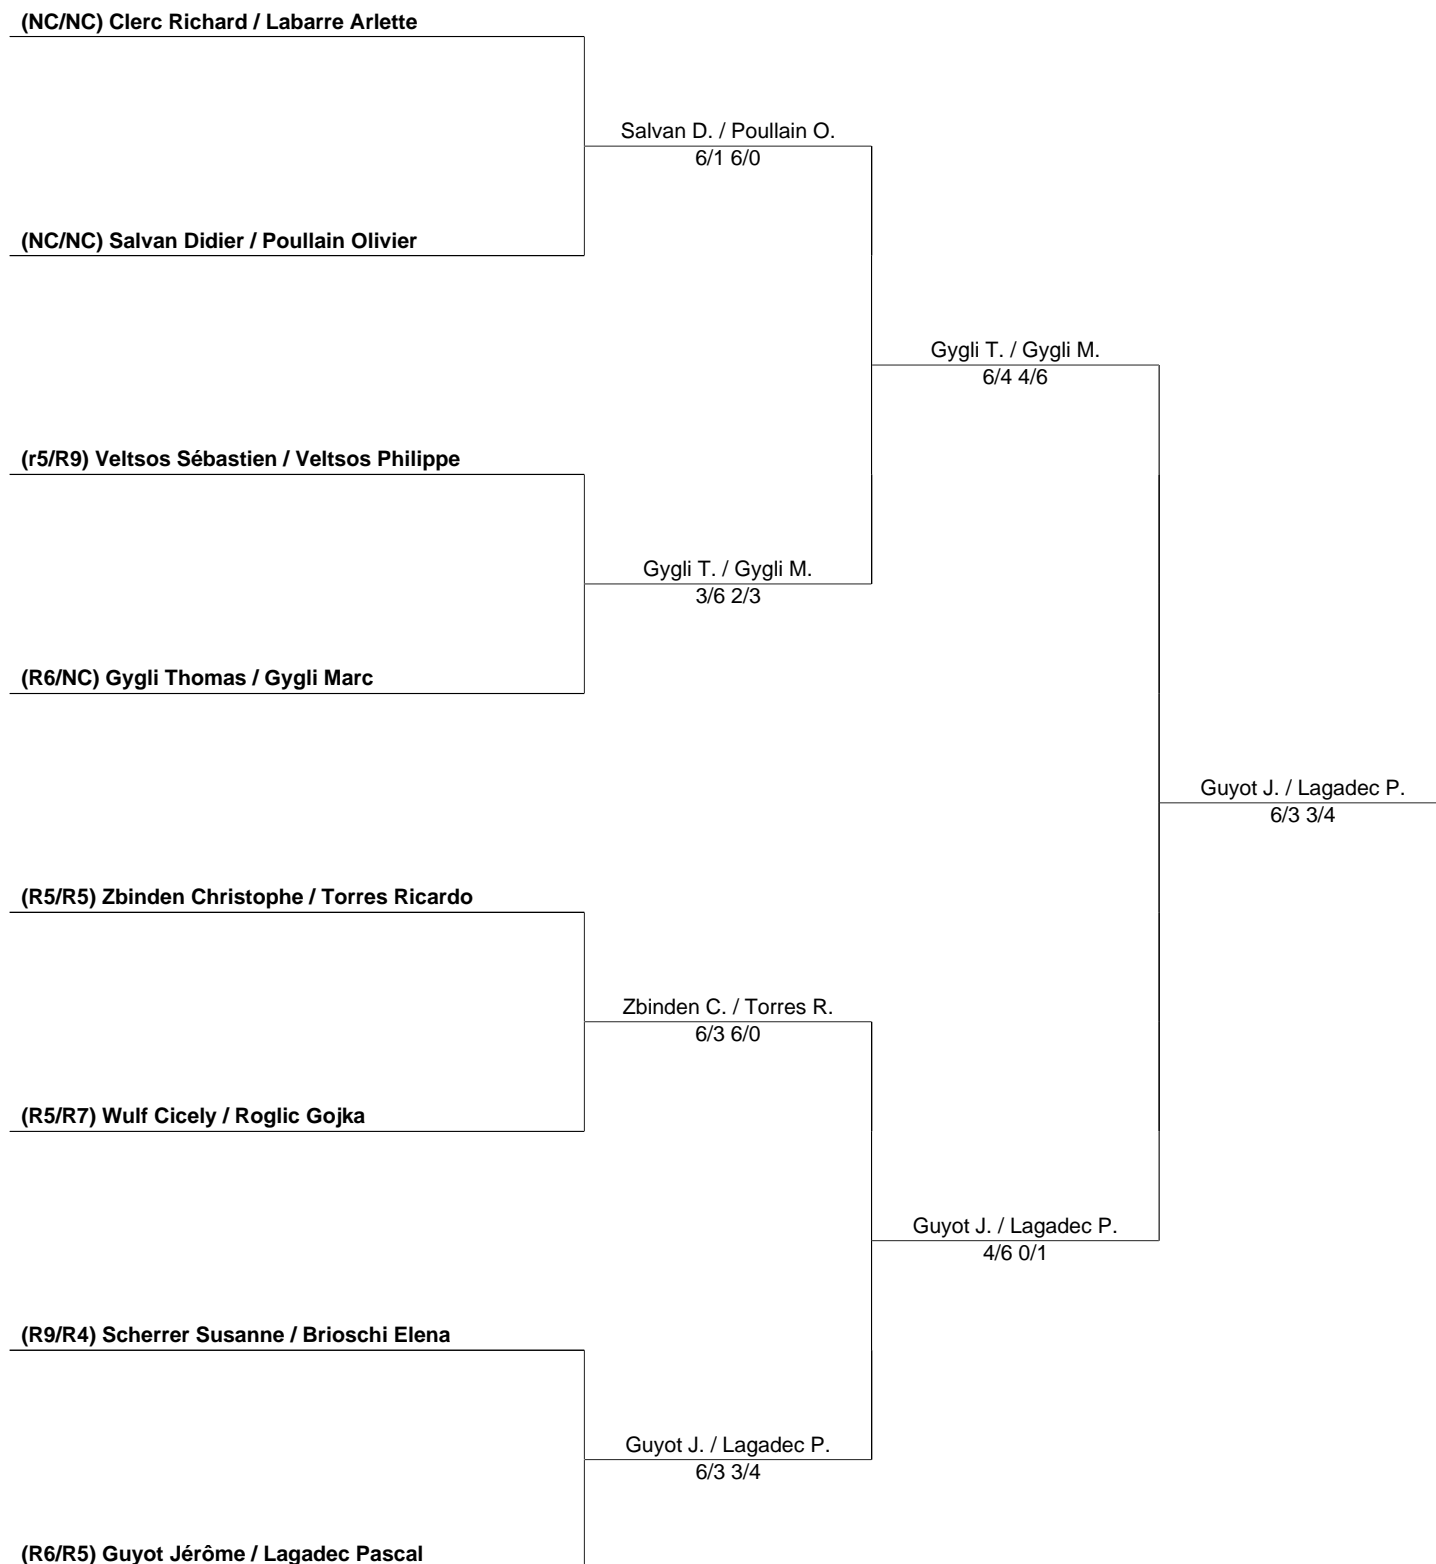 (NC/NC) Clerc Richard / Labarre Arlette
Salvan D. / Poullain O.
6/1 6/0
(NC/NC) Salvan Didier / Poullain Olivier
Gygli T. / Gygli M.
6/4 4/6
(r5/R9) Veltsos Sébastien / Veltsos Philippe
Gygli T. / Gygli M.
3/6 2/3
(R6/NC) Gygli Thomas / Gygli Marc
Guyot J. / Lagadec P.
6/3 3/4
(R5/R5) Zbinden Christophe / Torres Ricardo
Zbinden C. / Torres R.
6/3 6/0
(R5/R7) Wulf Cicely / Roglic Gojka
Guyot J. / Lagadec P.
4/6 0/1
(R9/R4) Scherrer Susanne / Brioschi Elena
Guyot J. / Lagadec P.
6/3 3/4
(R6/R5) Guyot Jérôme / Lagadec Pascal